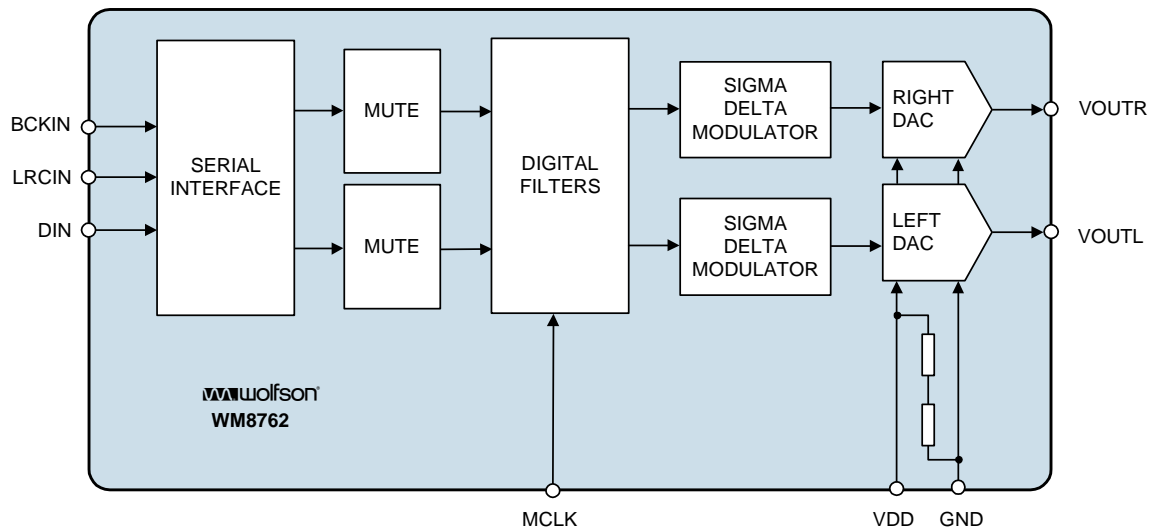 BCKIN
LRCIN
DIN
SERIAL
INTERFACE
MUTE
MUTE
DIGITAL
FILTERS
SIGMA
DELTA
MODULATOR
SIGMA
DELTA
MODULATOR
RIGHT
DAC
LEFT
DAC
VOUTR
VOUTL
wolfson®
WM8762
MCLK
VDD
GND